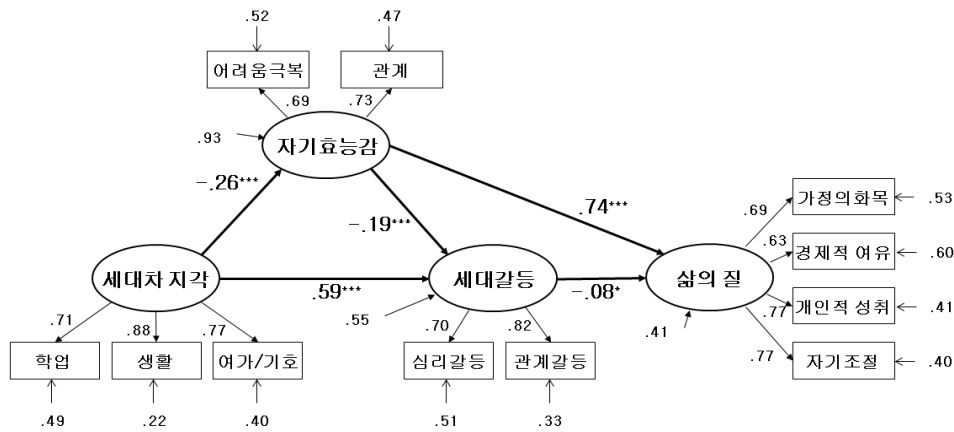 .52
.47
어려움극복
관계
.69
.73
.93
자기효능감
-.26***
-.19***
.74***
가정의화목
.53
.69
.63
경제적 여유
.60
세대차 지각
.59***
세대갈등
-.08*
삶의 질
.77
개인적 성취
.41
.71
.88
.77
.55
.70
.82
.41
.77
자기조절
.40
학업
생활
여가/기호
심리갈등
관계갈등
.49
.22
.40
.51
.33